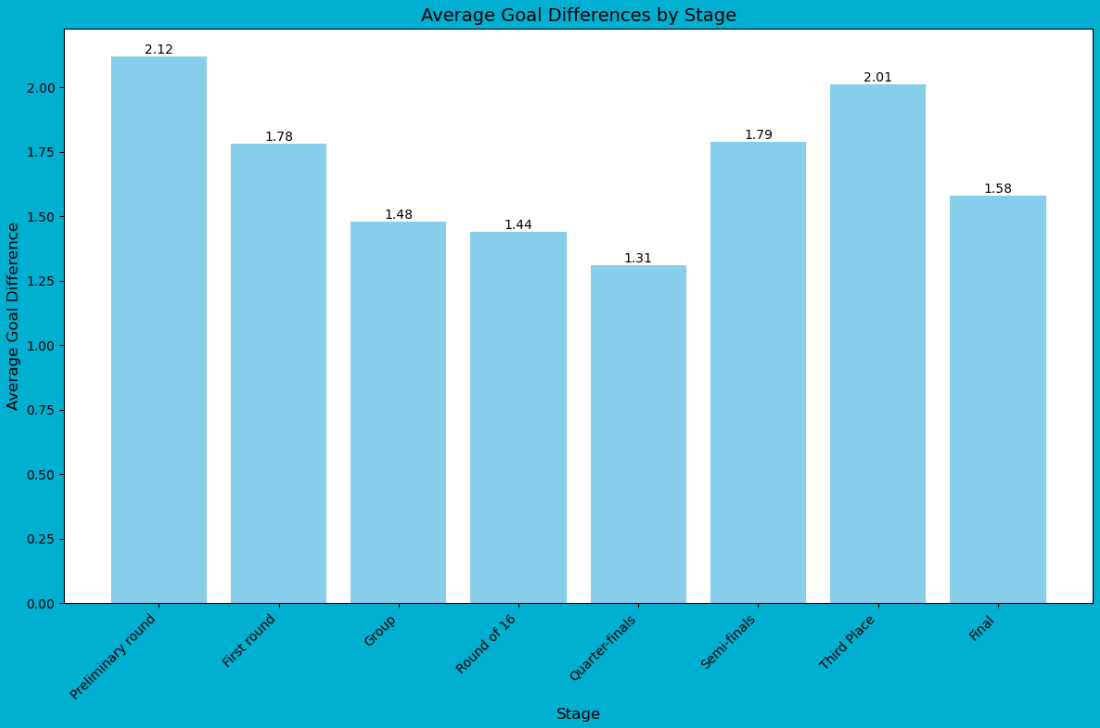 Average Goal Differences by Stage
Average Goal Difference
2.00
1.75
1.50
1.25
1.00
0.75
0.50
0.25
0.00
2.12
1.78
1.48
1.44
1.31
1.79
2.01
1.58
Preliminary round
First round
Group
Round of 16
Quarter-finals
Semi-finals
Third Place
Final
Stage